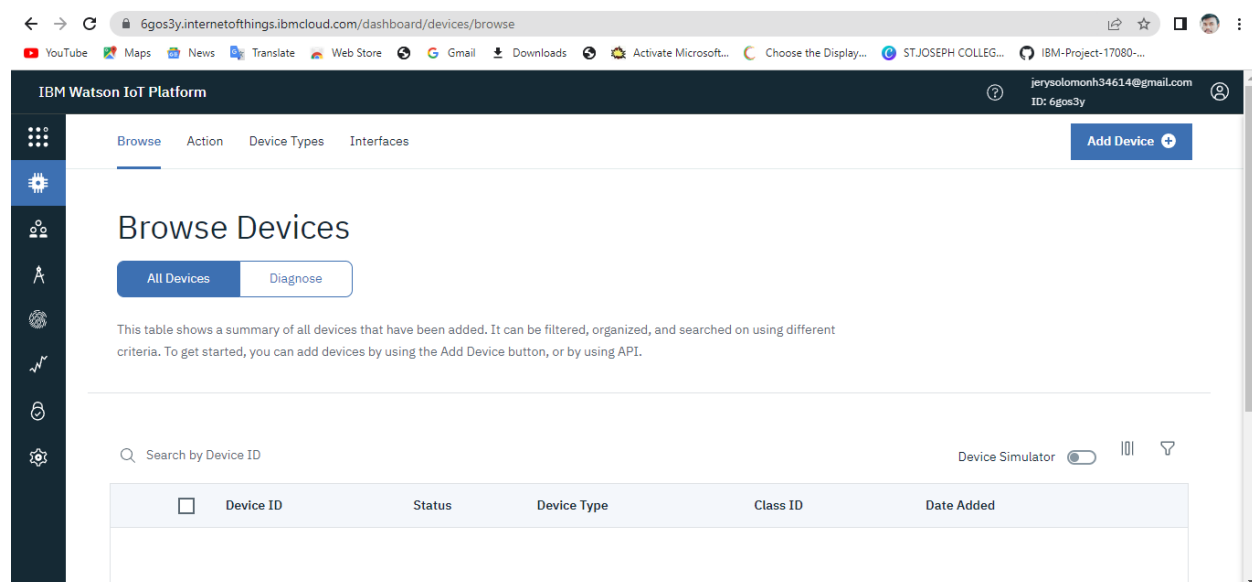 6gos3y.internetofthings.ibmcloud.com/dashboard/devices/browse
YouTube Maps News Translate Web Store Gmail Downloads Activate Microsoft... Choose the Display... ST.JOSEPH COLLEG... IBM-Project-17080-...
IBM Watson IoT Platform
jerysolomonh34614@gmail.com
ID: 6gos3y
Browse Action Device Types Interfaces
Add Device
Browse Devices
All Devices Diagnose
This table shows a summary of all devices that have been added. It can be filtered, organized, and searched on using different
criteria. To get started, you can add devices by using the Add Device button, or by using API.
Search by Device ID
Device Simulator
Device ID Status Device Type Class ID Date Added